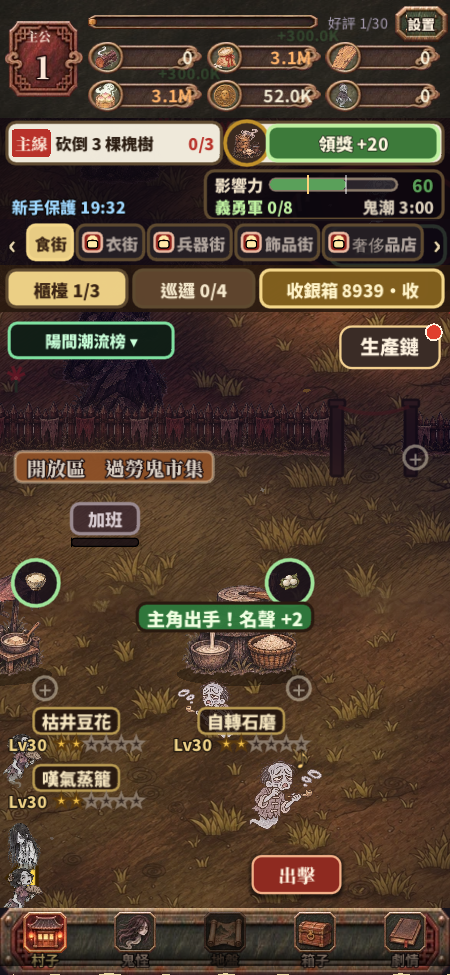 主公
1
好評 1/30
設置
+300.0K
0
3.1M
0
+300.0K
3.1M
52.0K
0
主線 砍倒 3 棵槐樹 0/3
領獎 +20
影響力 60
新手保護 19:32
義勇軍 0/8
鬼潮 3:00
‹ 食街 衣街 兵器街 飾品街 奢侈品店 ›
櫃檯 1/3
巡邏 0/4
收銀箱 8939・收
陽間潮流榜 ▾
生產鏈
開放區 過勞鬼市集
加班
主角出手！名聲 +2
枯井豆花
自轉石磨
Lv30
Lv30
嘆氣蒸籠
Lv30
出擊
村子
鬼怪
地盤
箱子
劇情